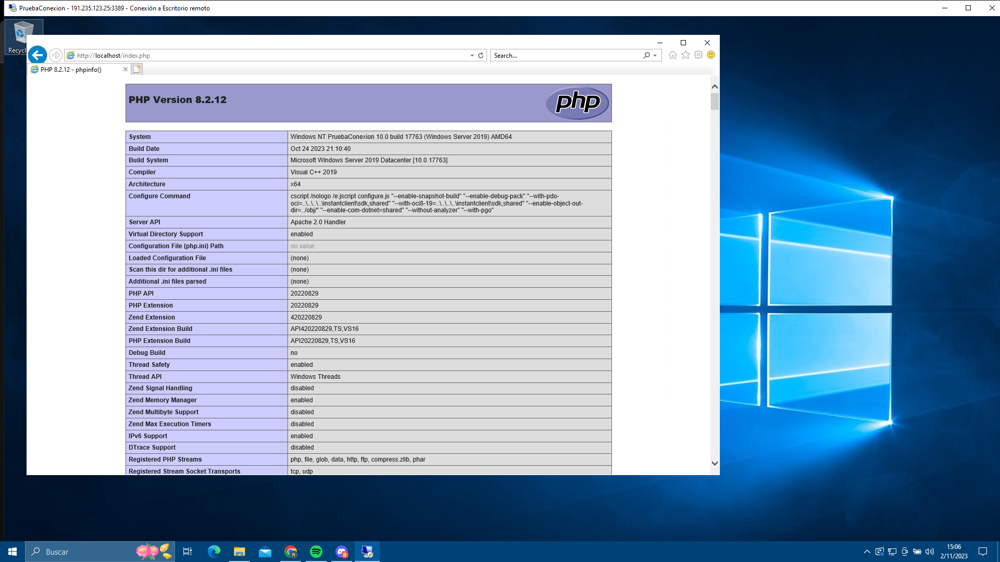 PruebaConexion - 191.235.123.25:3389 - Conexión a Escritorio remoto
Recycl
http://localhost/index.php
Search...
PHP 8.2.12 - phpinfo()
PHP Version 8.2.12
php
System Windows NT PruebaConexion 10.0 build 17763 (Windows Server 2019) AMD64
Build Date Oct 24 2023 21:10:40
Build System Microsoft Windows Server 2019 Datacenter [10.0.17763]
Compiler Visual C++ 2019
Architecture x64
Configure Command cscript /nologo /e:jscript configure.js "--enable-snapshot-build" "--enable-debug-pack" "--with-pdo-
oci=..\..\..\..\instantclient\sdk,shared" "--with-oci8-19=..\..\..\..\instantclient\sdk,shared" "--enable-object-out-
dir=../obj/" "--enable-com-dotnet=shared" "--without-analyzer" "--with-pgo"
Server API Apache 2.0 Handler
Virtual Directory Support enabled
Configuration File (php.ini) Path no value
Loaded Configuration File (none)
Scan this dir for additional .ini files (none)
Additional .ini files parsed (none)
PHP API 20220829
PHP Extension 20220829
Zend Extension 420220829
Zend Extension Build API420220829,TS,VS16
PHP Extension Build API20220829,TS,VS16
Debug Build no
Thread Safety enabled
Thread API Windows Threads
Zend Signal Handling disabled
Zend Memory Manager enabled
Zend Multibyte Support disabled
Zend Max Execution Timers disabled
IPv6 Support enabled
DTrace Support disabled
Registered PHP Streams php, file, glob, data, http, ftp, compress.zlib, phar
Registered Stream Socket Transports tcp, udp
Buscar
R
8
15:06
2/11/2023